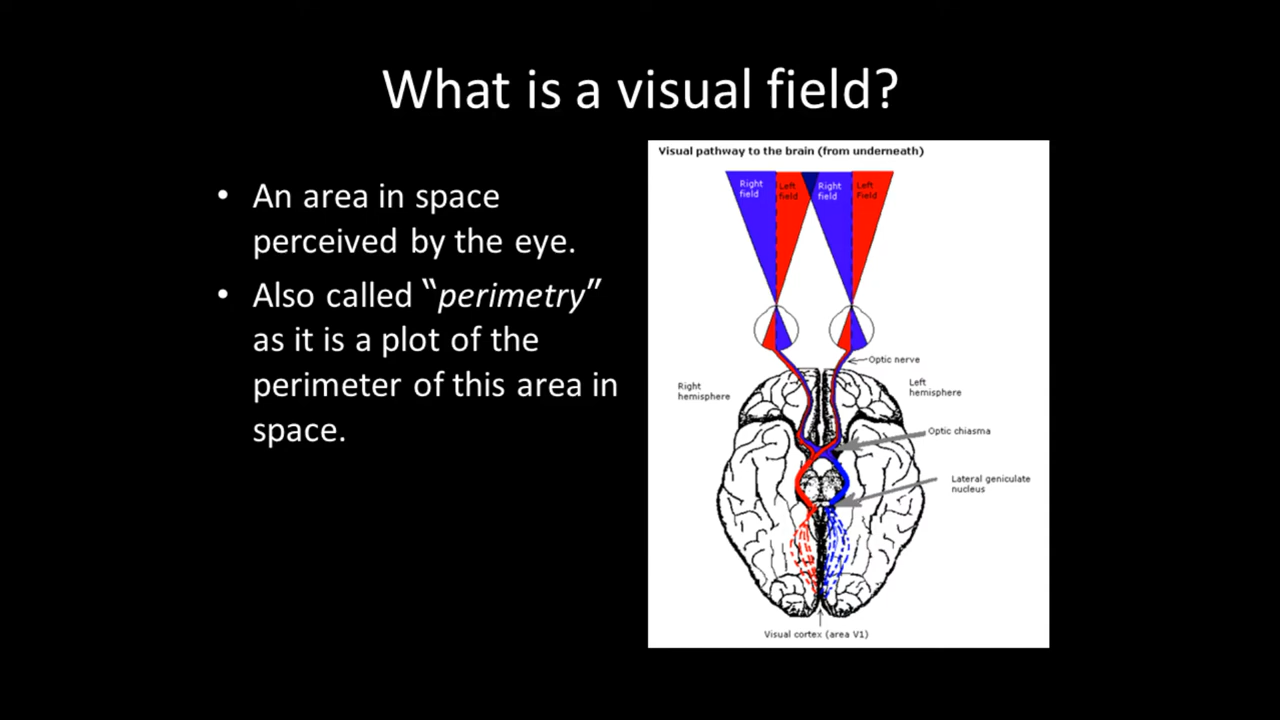 What is a visual field?
• An area in space
perceived by the eye.
• Also called “perimetry”
as it is a plot of the
perimeter of this area in
space.
Visual pathway to the brain (from underneath)
Right
field
Left
field
Right
field
Left
Field
Optic nerve
Right
hemisphere
Left
hemisphere
Optic chiasma
Lateral geniculate
nucleus
Visual cortex (area V1)